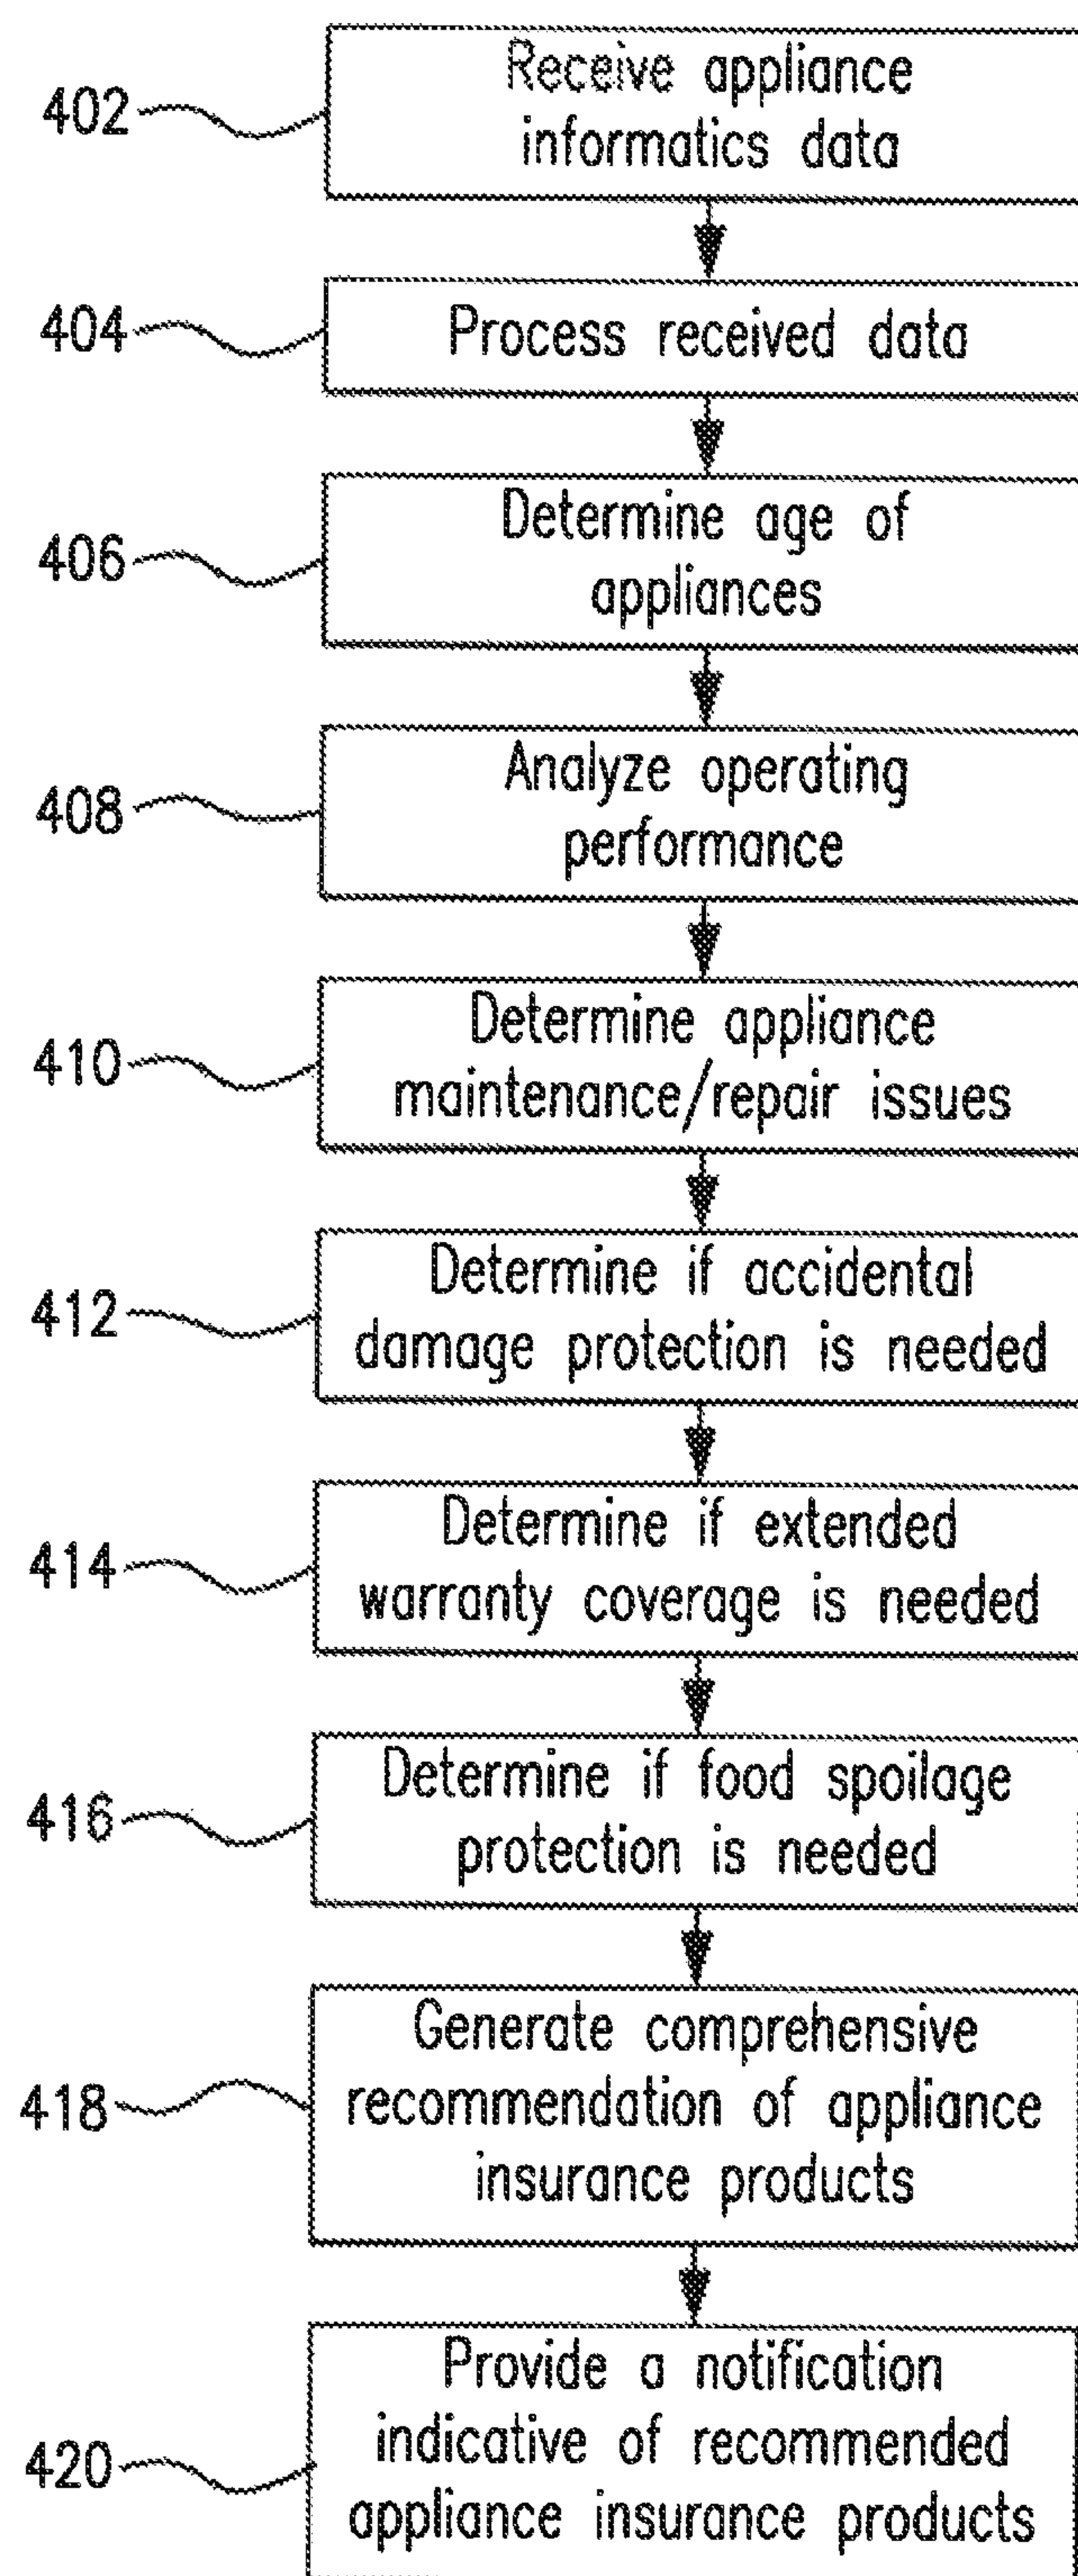 402
Receive appliance
informatics data
404
Process received data
406
Determine age of
appliances
408
Analyze operating
performance
410
Determine appliance
maintenance/repair issues
412
Determine if accidental
damage protection is needed
414
Determine if extended
warranty coverage is needed
416
Determine if food spoilage
protection is needed
418
Generate comprehensive
recommendation of appliance
insurance products
420
Provide a notification
indicative of recommended
appliance insurance products